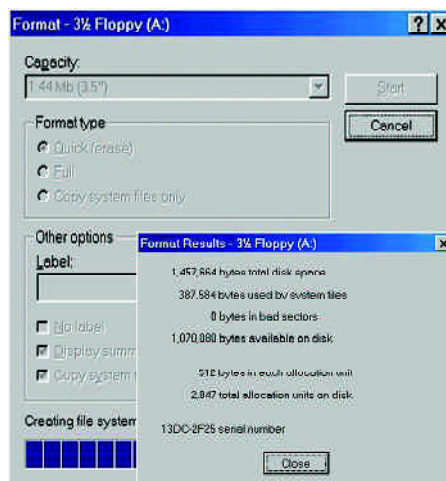 Format - 3½ Floppy (A:)
Capacity:
1.44 Mb (3.5")
Start
Cancel
Format type
Quick (erase)
Full
Copy system files only
Other options
Label:
No label
Display summ
Copy system
Creating file system
Format Results - 3½ Floppy (A:)
1,457,664 bytes total disk space
387,584 bytes used by system files
0 bytes in bad sectors
1,070,080 bytes available on disk
512 bytes in each allocation unit
2,847 total allocation units on disk
13DC-2F25 serial number
Close